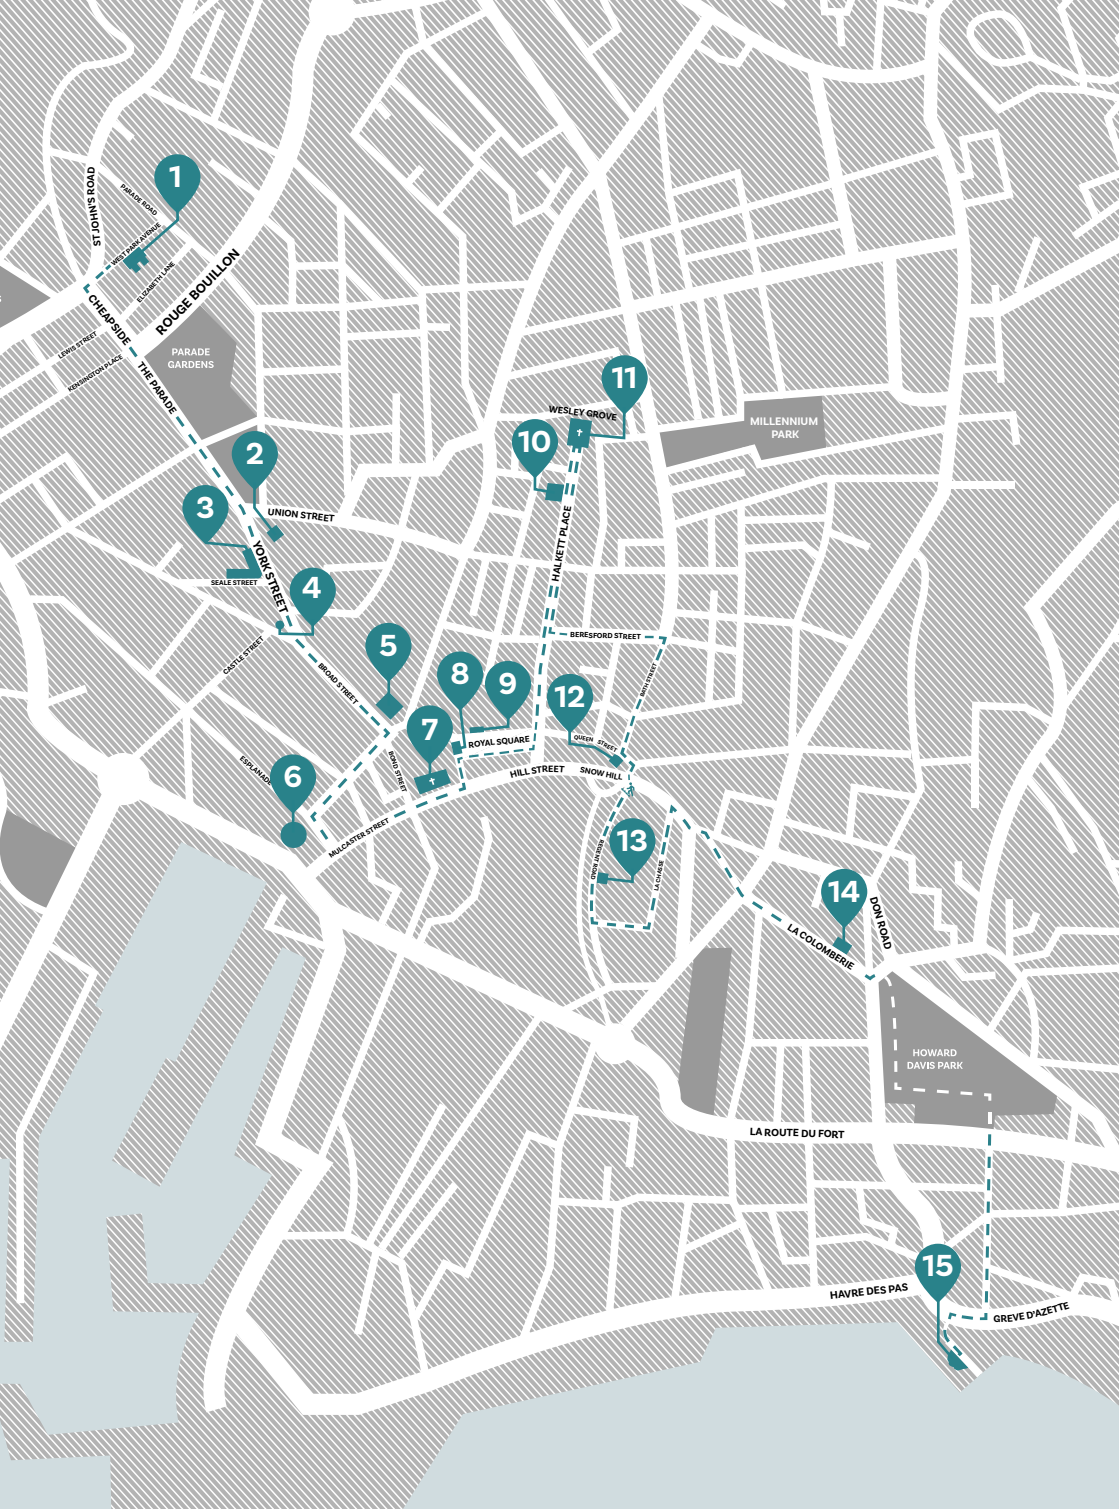 1
ST JOHN'S ROAD
PARADE ROAD
WEST PARK AVENUE
ELIZABETH LANE
ROUGE BOUILLON
CHEAPSIDE
LEWIS STREET
KENSINGTON PLACE
PARADE
GARDENS
THE PARADE
11
WESLEY GROVE
MILLENNIUM
PARK
10
2
3
UNION STREET
HALKETT PLACE
YORK STREET
SEALE STREET
4
BERESFORD STREET
CASTLE STREET
BROAD STREET
5
BATH STREET
8
9
12
7
ROYAL SQUARE
QUEEN STREET
ESPLANADE
6
BOND STREET
HILL STREET
SNOW HILL
MULCASTER STREET
13
REGENT ROAD
LA CHASSE
14
DON ROAD
LA COLOMBERIE
HOWARD
DAVIS PARK
LA ROUTE DU FORT
15
HAVRE DES PAS
GREVE D'AZETTE